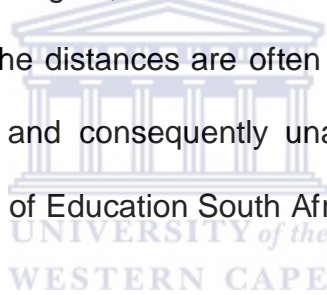 he distances are often
and consequently una
of Education South Afr
UNIVERSITY of the
WESTERN CAPE